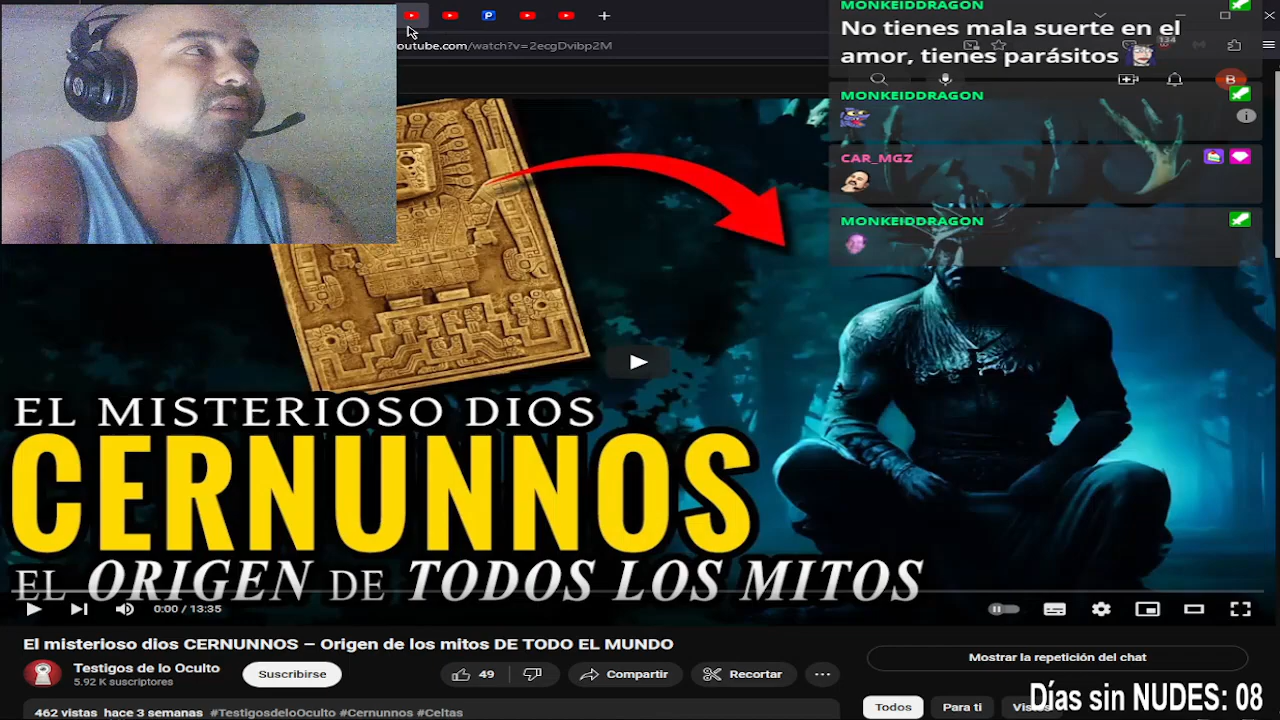 MONKEIDDRAGON
No tienes mala suerte en el
amor, tienes parásitos
outube.com/watch?v=2ecgDvibp2M
134
B
MONKEIDDRAGON
CAR_MGZ
MONKEIDDRAGON
EL MISTERIOSO DIOS
CERNUNNOS
EL ORIGEN DE TODOS LOS MITOS
0:00 / 13:35
El misterioso dios CERNUNNOS – Origen de los mitos DE TODO EL MUNDO
Testigos de lo Oculto
5.92 K suscriptores
Suscribirse
49
Compartir
Recortar
Mostrar la repetición del chat
462 vistas hace 3 semanas #TestigosdeloOculto #Cernunnos #Celtas
Todos
Para ti
Días sin NUDES: 08